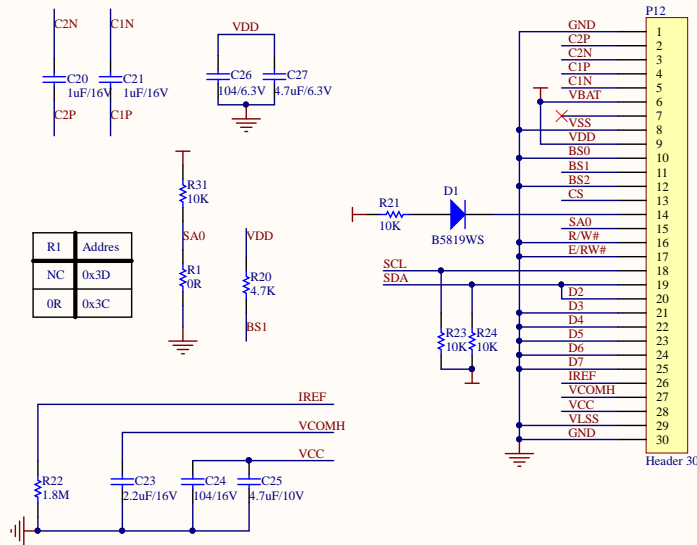 C2N
C1N
C20
1uF/16V
C21
1uF/16V
C2P
C1P
VDD
C26
104/6.3V
C27
4.7uF/6.3V
R31
10K
SA0
R1
0R
VDD
R20
4.7K
BS1
R1 Addres
NC 0x3D
0R 0x3C
R21
10K
D1
B5819WS
SCL
SDA
R23
10K
R24
10K
P12
GND 1
C2P 2
C2N 3
C1P 4
C1N 5
VBAT 6
7
VSS 8
VDD 9
BS0 10
BS1 11
BS2 12
CS 13
14
SA0 15
R/W# 16
E/RW# 17
18
19
D2 20
D3 21
D4 22
D5 23
D6 24
D7 25
IREF 26
VCOMH 27
VCC 28
VLSS 29
GND 30
Header 30
IREF
VCOMH
VCC
R22
1.8M
C23
2.2uF/16V
C24
104/16V
C25
4.7uF/10V